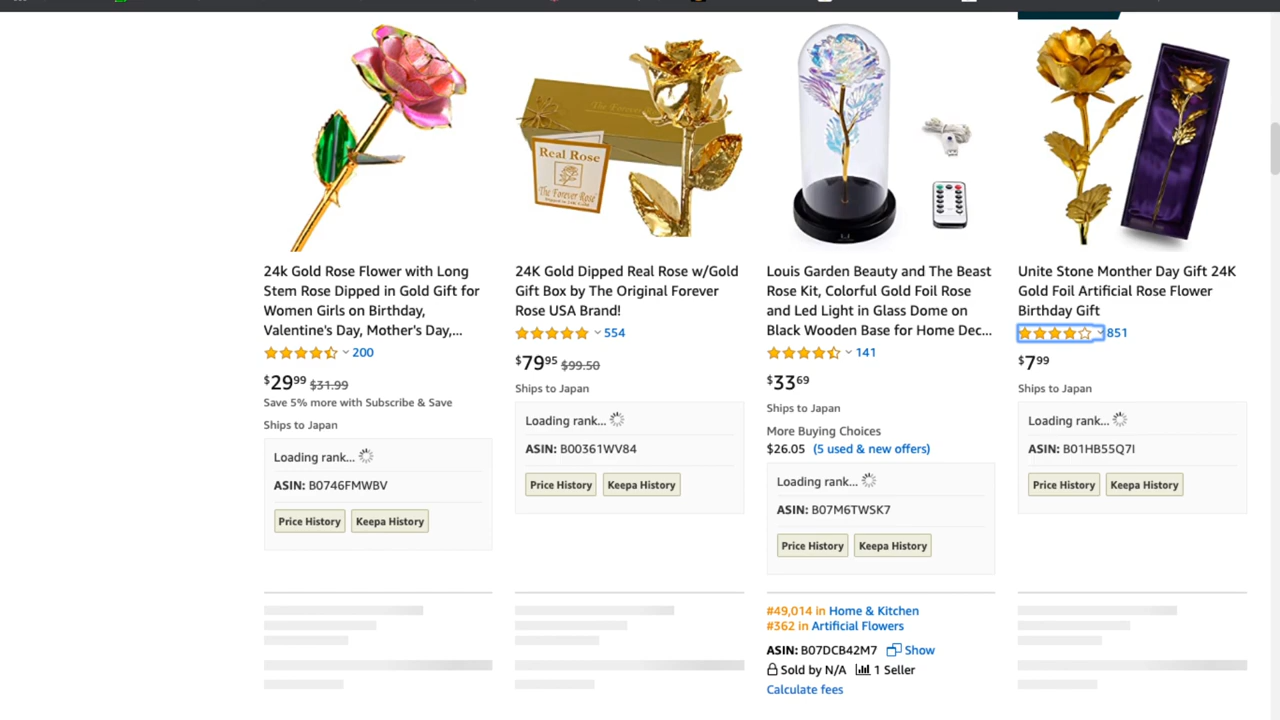 The Forever Rose
Real Rose
The Forever Rose
24k Gold Rose Flower with Long
Stem Rose Dipped in Gold Gift for
Women Girls on Birthday,
Valentine's Day, Mother's Day,...
200
$29.99 $31.99
Save 5% more with Subscribe & Save
Ships to Japan
Loading rank...
ASIN: B0746FMWBV
Price History Keepa History
24K Gold Dipped Real Rose w/Gold
Gift Box by The Original Forever
Rose USA Brand!
554
$79.95 $99.50
Ships to Japan
Loading rank...
ASIN: B00361WV84
Price History Keepa History
Louis Garden Beauty and The Beast
Rose Kit, Colorful Gold Foil Rose
and Led Light in Glass Dome on
Black Wooden Base for Home Dec...
141
$33.69
Ships to Japan
More Buying Choices
$26.05 (5 used & new offers)
Loading rank...
ASIN: B07M6TWSK7
Price History Keepa History
#49,014 in Home & Kitchen
#362 in Artificial Flowers
ASIN: B07DCB42M7 Show
Sold by N/A 1 Seller
Calculate fees
Unite Stone Monther Day Gift 24K
Gold Foil Artificial Rose Flower
Birthday Gift
851
$7.99
Ships to Japan
Loading rank...
ASIN: B01HB55Q7I
Price History Keepa History